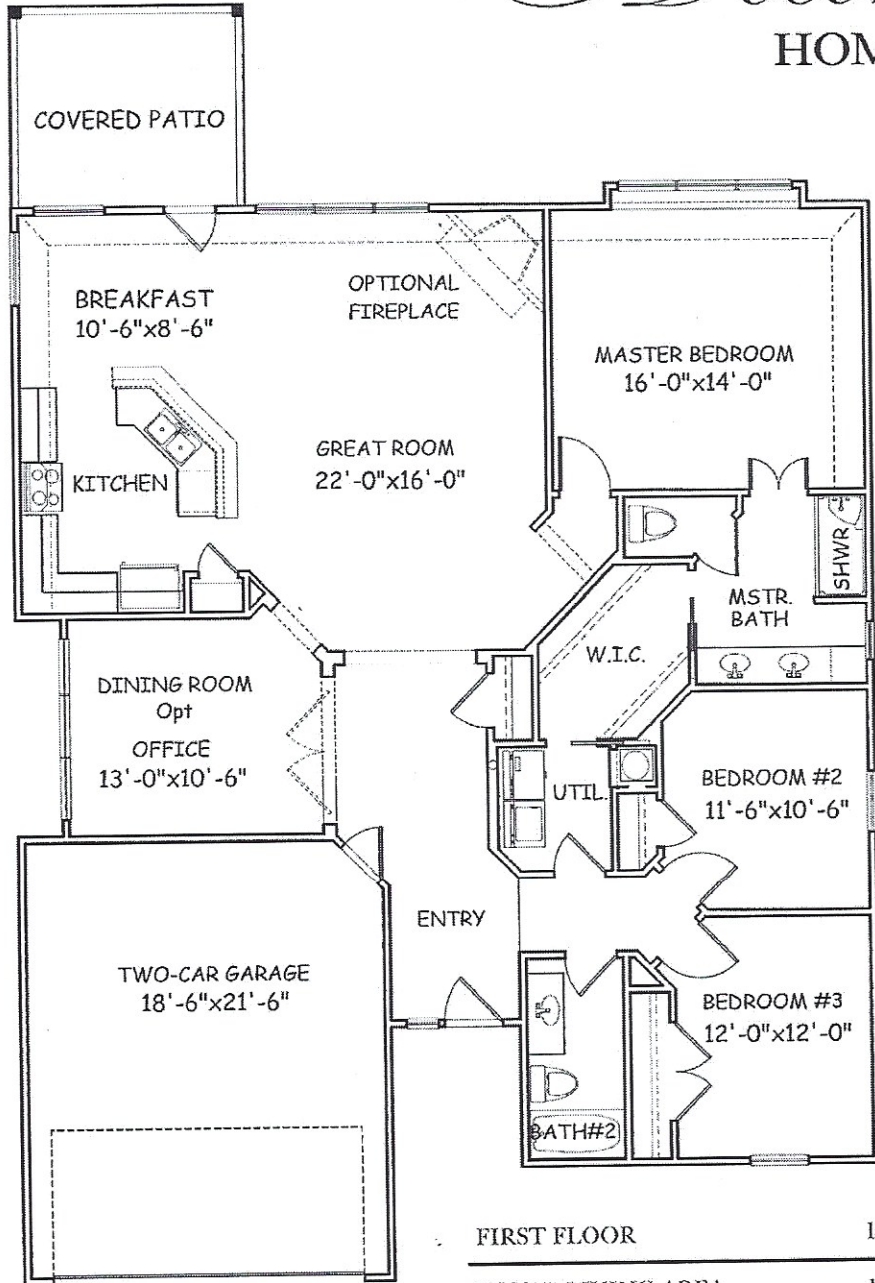 HOM
COVERED PATIO
BREAKFAST
10'-6"x8'-6"
OPTIONAL
FIREPLACE
MASTER BEDROOM
16'-0"x14'-0"
GREAT ROOM
22'-0"x16'-0"
KITCHEN
SHWR
MSTR.
BATH
W.I.C.
DINING ROOM
Opt
OFFICE
13'-0"x10'-6"
UTIL.
BEDROOM #2
11'-6"x10'-6"
ENTRY
TWO-CAR GARAGE
18'-6"x21'-6"
BEDROOM #3
12'-0"x12'-0"
BATH#2
FIRST FLOOR 1